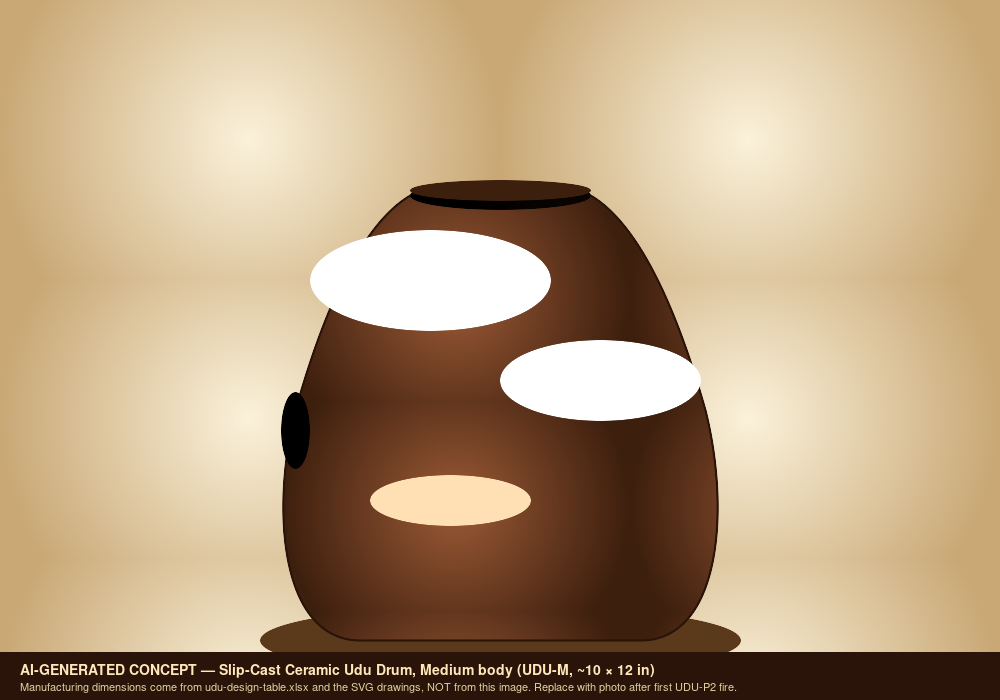 AI-GENERATED CONCEPT — Slip-Cast Ceramic Udu Drum, Medium body (UDU-M, ~10 × 12 in)
Manufacturing dimensions come from udu-design-table.xlsx and the SVG drawings, NOT from this image. Replace with photo after first UDU-P2 fire.